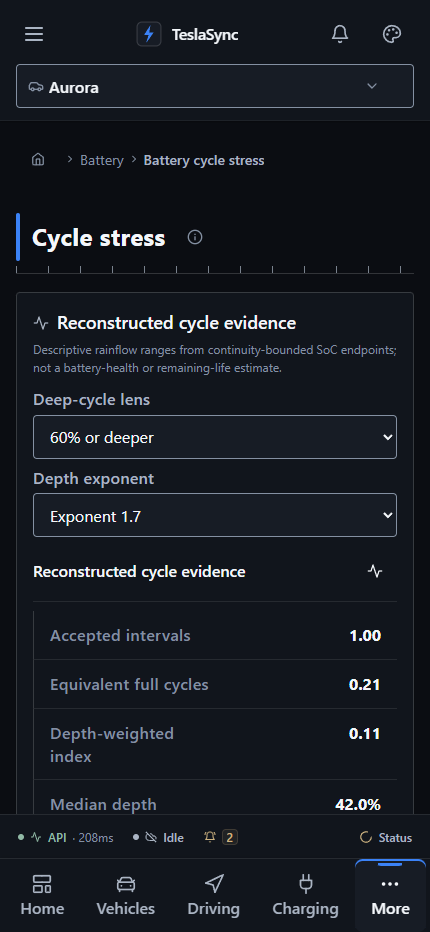 TeslaSync
Aurora
Battery
Battery cycle stress
Cycle stress
Reconstructed cycle evidence
Descriptive rainflow ranges from continuity-bounded SoC endpoints;
not a battery-health or remaining-life estimate.
Deep-cycle lens
60% or deeper
Depth exponent
Exponent 1.7
Reconstructed cycle evidence
Accepted intervals 1.00
Equivalent full cycles 0.21
Depth-weighted 0.11
index
Median depth 42.0%
API · 208ms Idle 2 Status
Home Vehicles Driving Charging More